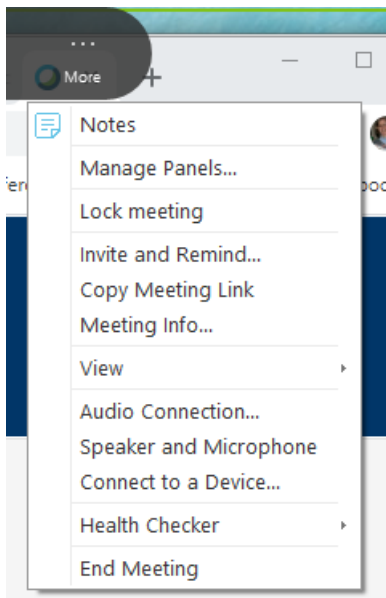 More
Notes
Manage Panels...
Lock meeting
Invite and Remind...
Copy Meeting Link
Meeting Info...
View
Audio Connection...
Speaker and Microphone
Connect to a Device...
Health Checker
End Meeting